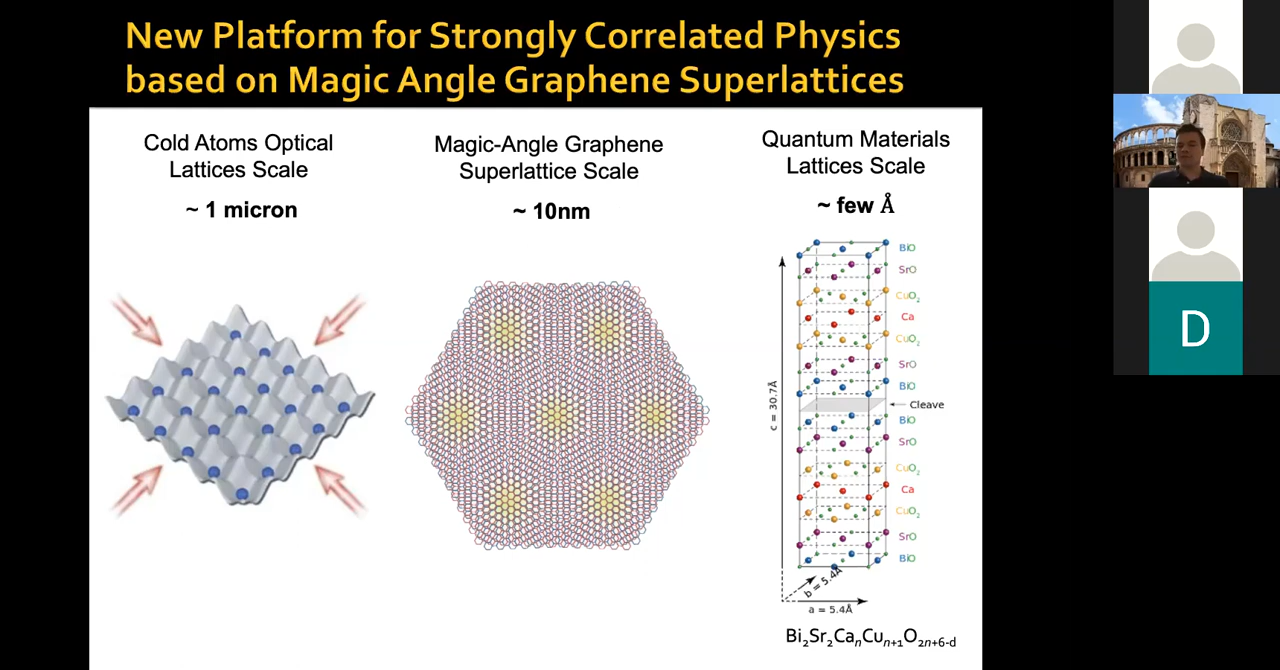 New Platform for Strongly Correlated Physics
based on Magic Angle Graphene Superlattices
Cold Atoms Optical
Lattices Scale
~ 1 micron
Magic-Angle Graphene
Superlattice Scale
~ 10nm
Quantum Materials
Lattices Scale
~ few Å
BiO
SrO
CuO₂
Ca
CuO₂
SrO
BiO
Cleave
BiO
SrO
CuO₂
Ca
CuO₂
SrO
BiO
c = 30.7Å
b = 5.4Å
a = 5.4Å
Bi₂Sr₂CaₙCuₙ₊₁O₂ₙ₊₆₋d
D